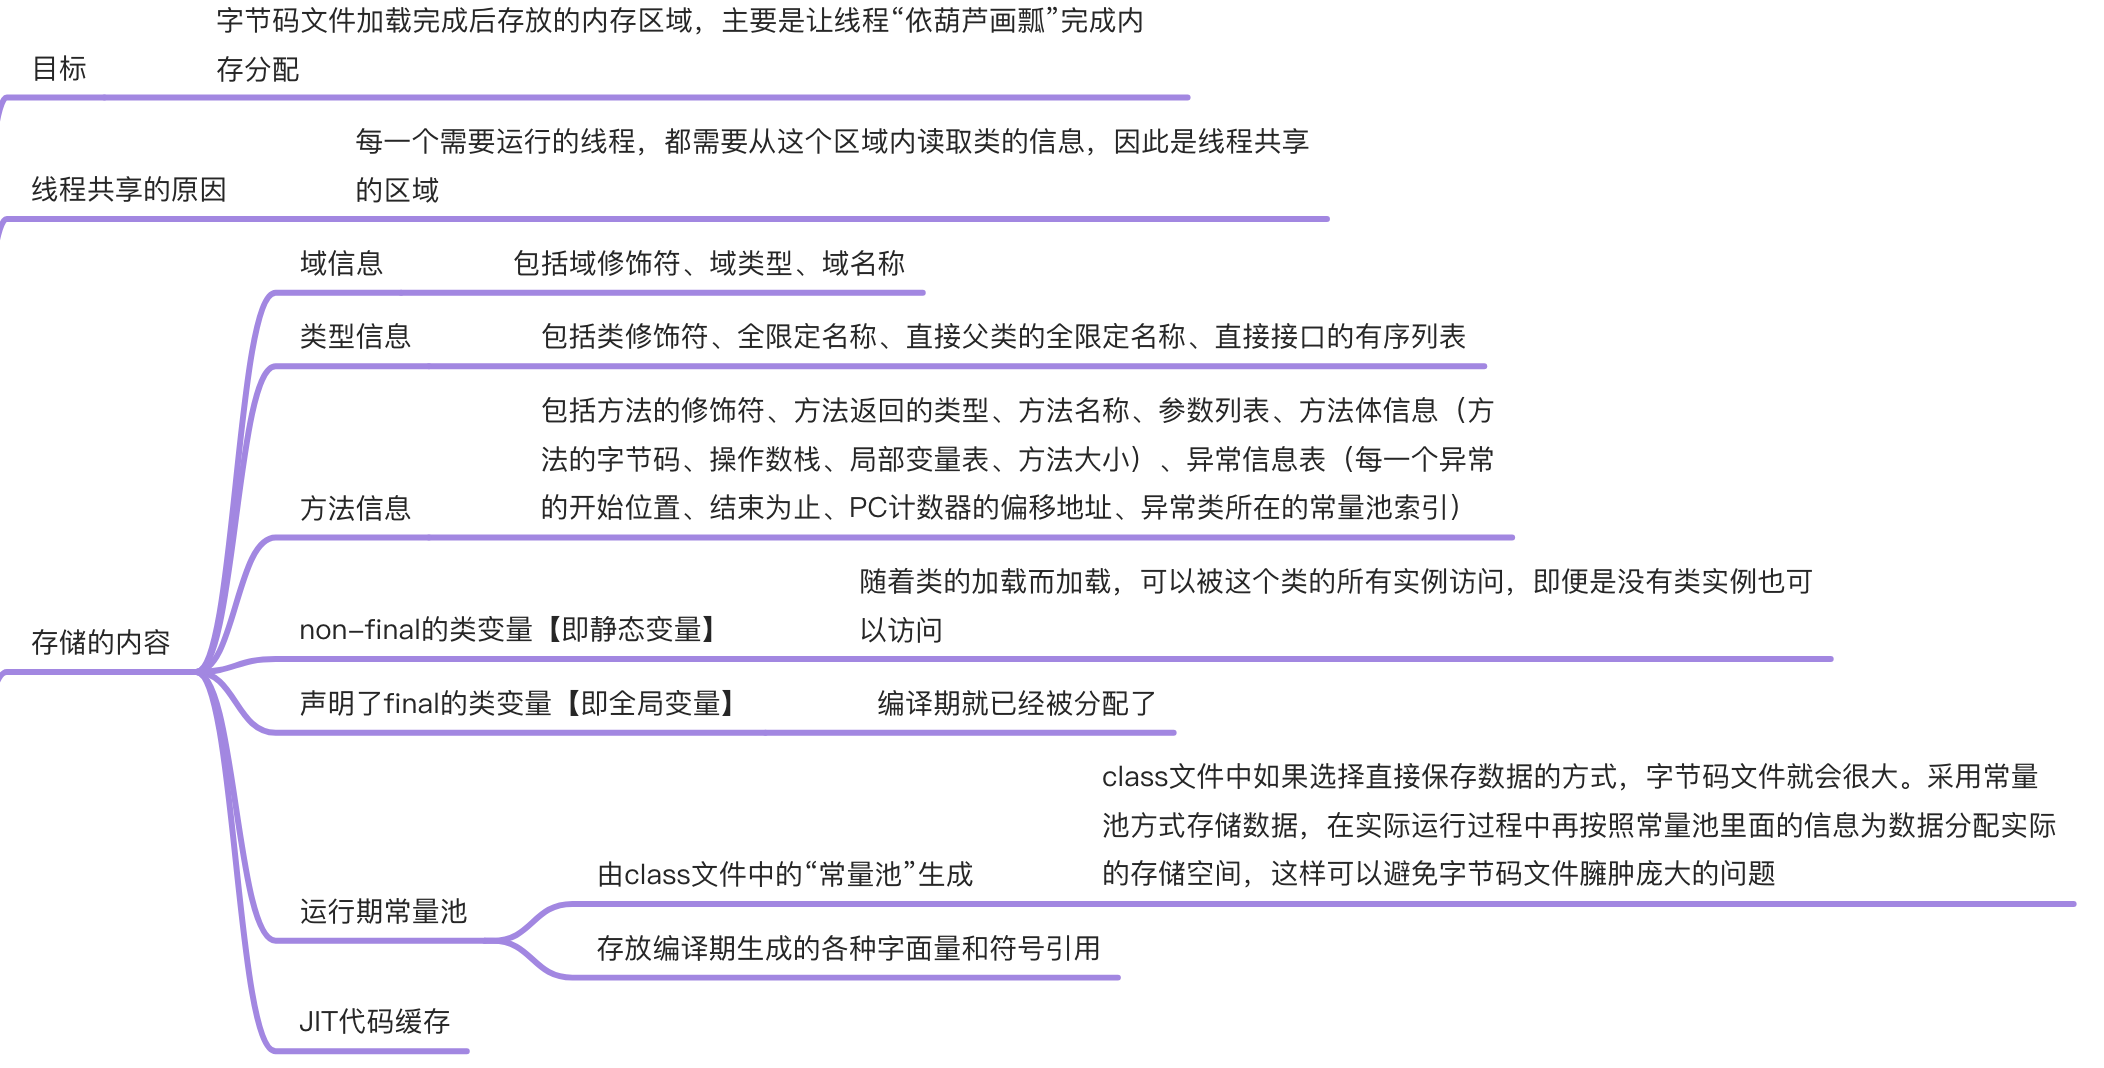 字节码文件加载完成后存放的内存区域，主要是让线程“依葫芦画瓢”完成内
存分配
目标
每一个需要运行的线程，都需要从这个区域内读取类的信息，因此是线程共享
的区域
线程共享的原因
域信息
包括域修饰符、域类型、域名称
类型信息
包括类修饰符、全限定名称、直接父类的全限定名称、直接接口的有序列表
包括方法的修饰符、方法返回的类型、方法名称、参数列表、方法体信息（方
法的字节码、操作数栈、局部变量表、方法大小）、异常信息表（每一个异常
的开始位置、结束为止、PC计数器的偏移地址、异常类所在的常量池索引）
方法信息
随着类的加载而加载，可以被这个类的所有实例访问，即便是没有类实例也可
以访问
non-final的类变量【即静态变量】
存储的内容
声明了final的类变量【即全局变量】
编译期就已经被分配了
class文件中如果选择直接保存数据的方式，字节码文件就会很大。采用常量
池方式存储数据，在实际运行过程中再按照常量池里面的信息为数据分配实际
的存储空间，这样可以避免字节码文件臃肿庞大的问题
由class文件中的“常量池”生成
运行期常量池
存放编译期生成的各种字面量和符号引用
JIT代码缓存